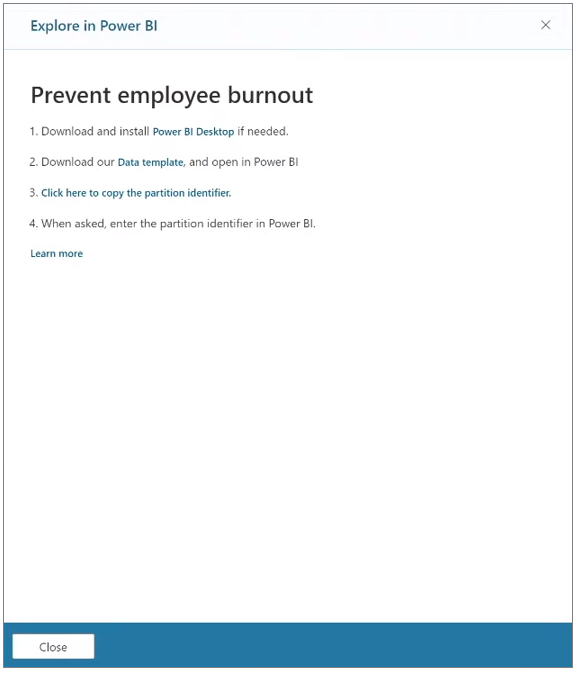 Explore in Power BI
Prevent employee burnout
1. Download and install Power BI Desktop if needed.
2. Download our Data template, and open in Power BI
3. Click here to copy the partition identifier.
4. When asked, enter the partition identifier in Power BI.
Learn more
Close